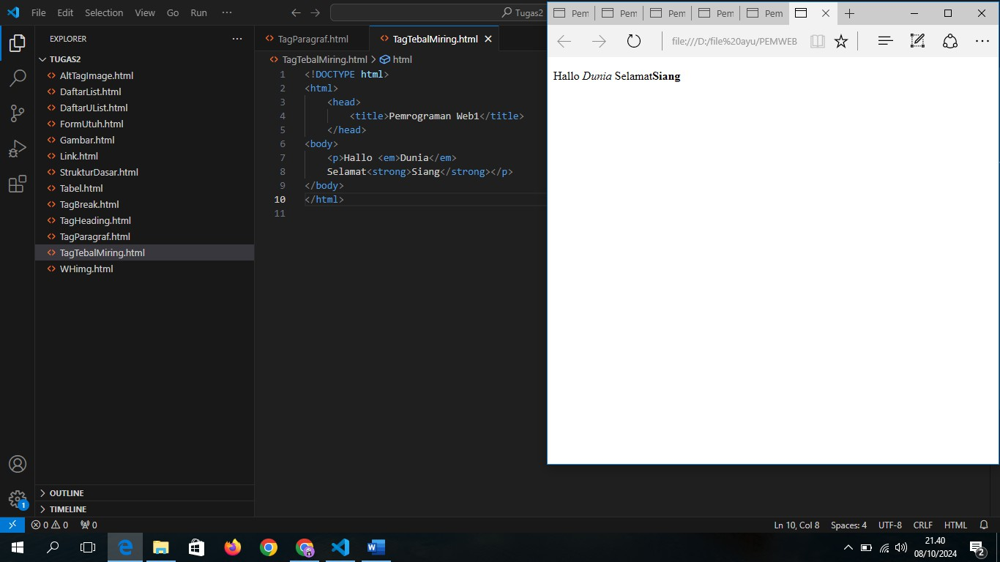 File Edit Selection View Go Run ··· Tugas2
Pem Pem Pem Pem Pem
file:///D:/file%20ayu/PEMWEB
EXPLORER ···
TUGAS2
AltTagImage.html
DaftarList.html
DaftarUList.html
FormUtuh.html
Gambar.html
Link.html
StrukturDasar.html
Tabel.html
TagBreak.html
TagHeading.html
TagParagraf.html
TagTebalMiring.html
WHimg.html
OUTLINE
TIMELINE
1
TagParagraf.html TagTebalMiring.html
TagTebalMiring.html > html
1 <!DOCTYPE html>
2 <html>
3 <head>
4 <title>Pemrograman Web1</title>
5 </head>
6 <body>
7 <p>Hallo <em>Dunia</em>
8 Selamat<strong>Siang</strong></p>
9 </body>
10 </html>
11
Hallo Dunia SelamatSiang
0 0 0 Ln 10, Col 8 Spaces: 4 UTF-8 CRLF HTML
21.40
08/10/2024
2